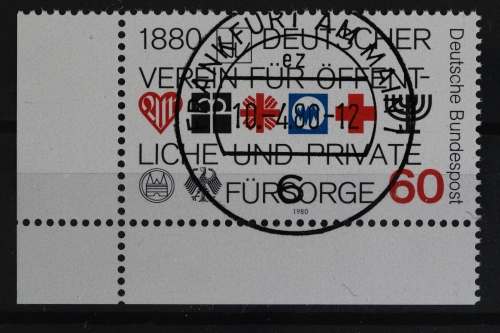 1880 DEUTSCHER
VEREIN FÜR ÖFFENT-
LICHE UND PRIVATE
FÜRSORGE 60
1980
Deutsche Bundespost
FRANKFURT AM MAIN 1
ez
10.-4.80-12
6